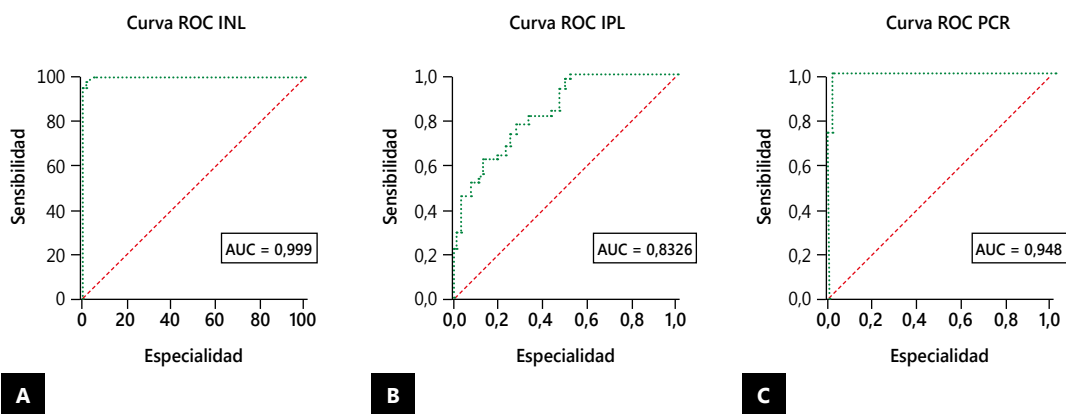 Curva ROC INL
100
80
60
40
20
0
Sensibilidad
AUC = 0,999
0 20 40 60 80 100
Especialidad
A
Curva ROC IPL
1,0
0,8
0,6
0,4
0,2
0,0
Sensibilidad
AUC = 0,8326
0,0 0,2 0,4 0,6 0,8 1,0
Especialidad
B
Curva ROC PCR
1,0
0,8
0,6
0,4
0,2
0,0
Sensibilidad
AUC = 0,948
0,0 0,2 0,4 0,6 0,8 1,0
Especialidad
C